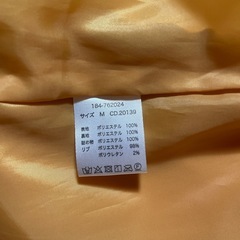 184-762024
サイズ M CD.20139
表地 ポリエステル 100%
裏地 ポリエステル 100%
詰め物 ポリエステル 100%
リブ ポリエステル 98%
ポリウレタン 2%